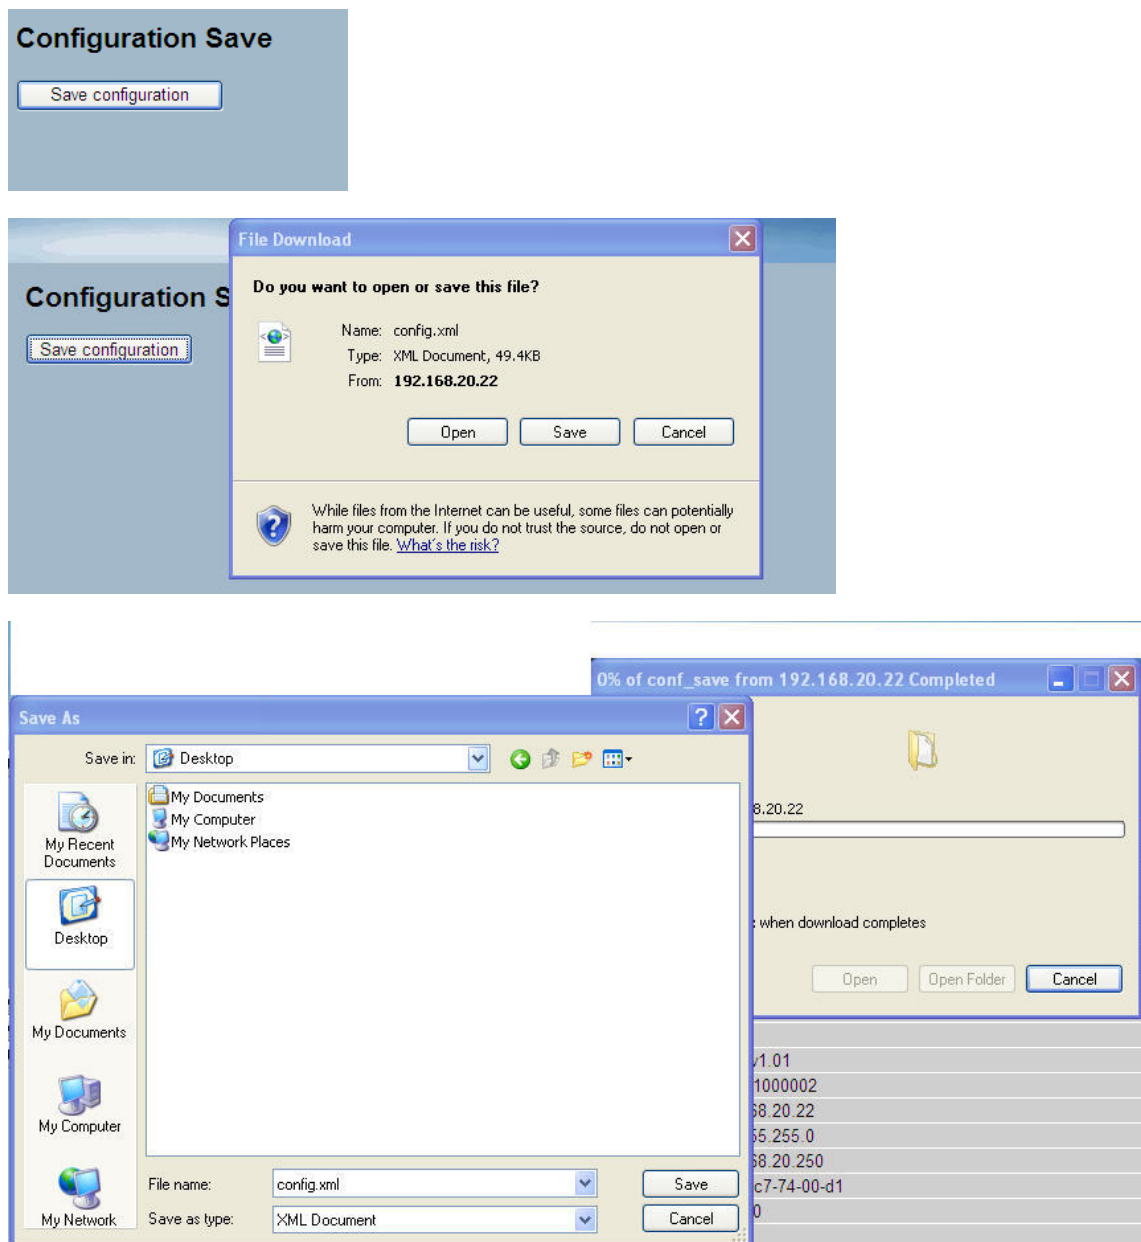 Configuration Save
Save configuration
File Download
Configuration S
Save configuration
Do you want to open or save this file?
Name: config.xml
Type: XML Document, 49.4KB
From: 192.168.20.22
Open Save Cancel
While files from the Internet can be useful, some files can potentially
harm your computer. If you do not trust the source, do not open or
save this file. What's the risk?
0% of conf_save from 192.168.20.22 Completed
Save As
Save in: Desktop
My Documents
My Computer
My Network Places
My Recent
Documents
Desktop
My Documents
My Computer
My Network
File name: config.xml Save
Save as type: XML Document Cancel
8.20.22
when download completes
Open Open Folder Cancel
v1.01
1000002
68.20.22
55.255.0
68.20.250
c7-74-00-d1
0